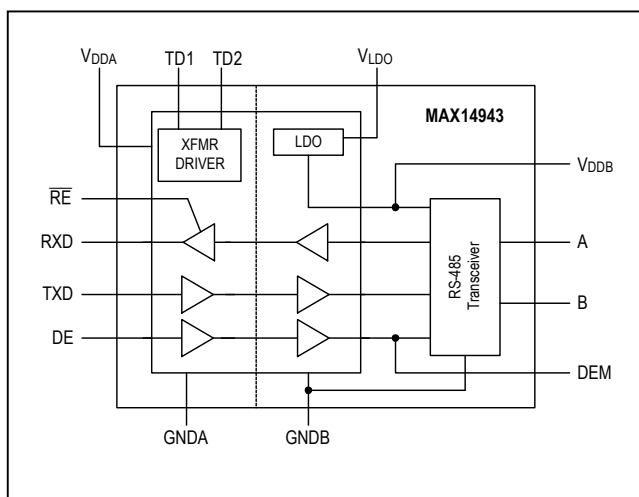 VDDA TD1 TD2 VLDO
MAX14943
XFMR
DRIVER
LDO
VDDB
RE
RXD
A
RS-485
Transceiver
TXD
B
DE
DEM
GNDA GNDB